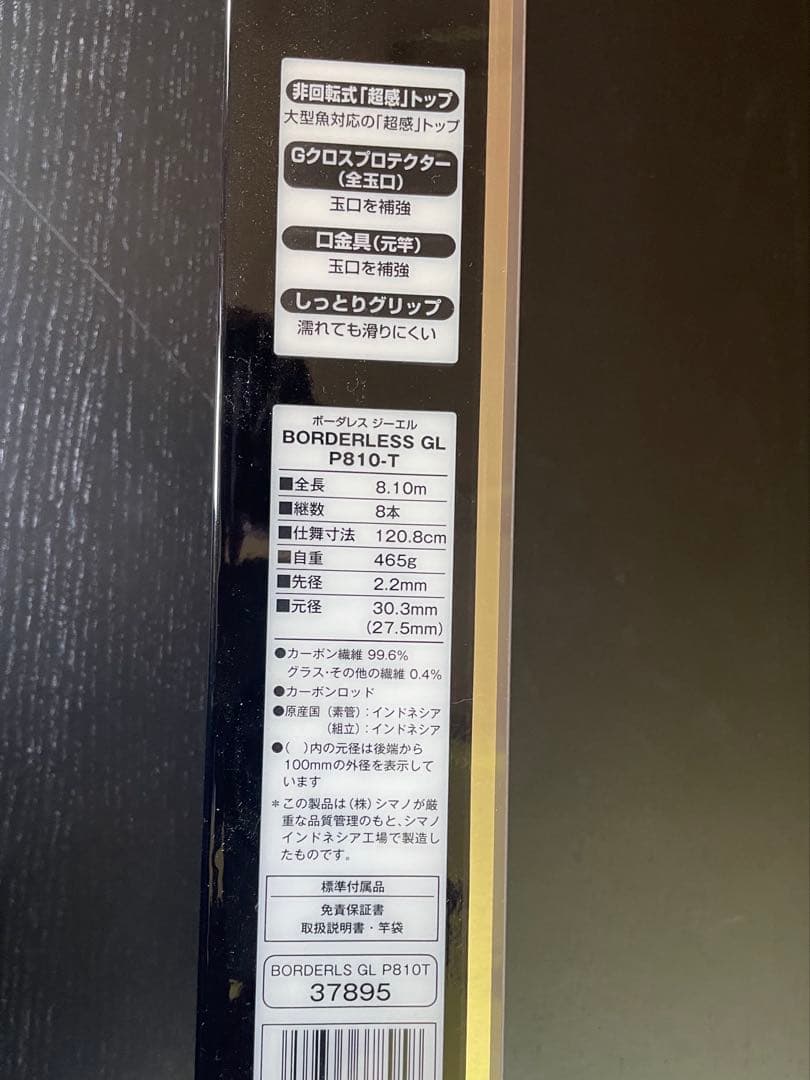 非回転式「超感」トップ
大型魚対応の「超感」トップ
Gクロスプロテクター
(全玉口)
玉口を補強
口金具(元竿)
玉口を補強
しっとりグリップ
濡れても滑りにくい
ボーダレス ジーエル
BORDERLESS GL
P810-T
■全長 8.10m
■継数 8本
■仕舞寸法 120.8cm
■自重 465g
■先径 2.2mm
■元径 30.3mm
(27.5mm)
●カーボン繊維 99.6%
グラス・その他の繊維 0.4%
●カーボンロッド
●原産国(素管):インドネシア
(組立):インドネシア
●( )内の元径は後端から
100mmの外径を表示して
います
*この製品は(株)シマノが厳
重な品質管理のもと、シマノ
インドネシア工場で製造し
たものです。
標準付属品
免責保証書
取扱説明書・竿袋
BORDERLS GL P810T
37895